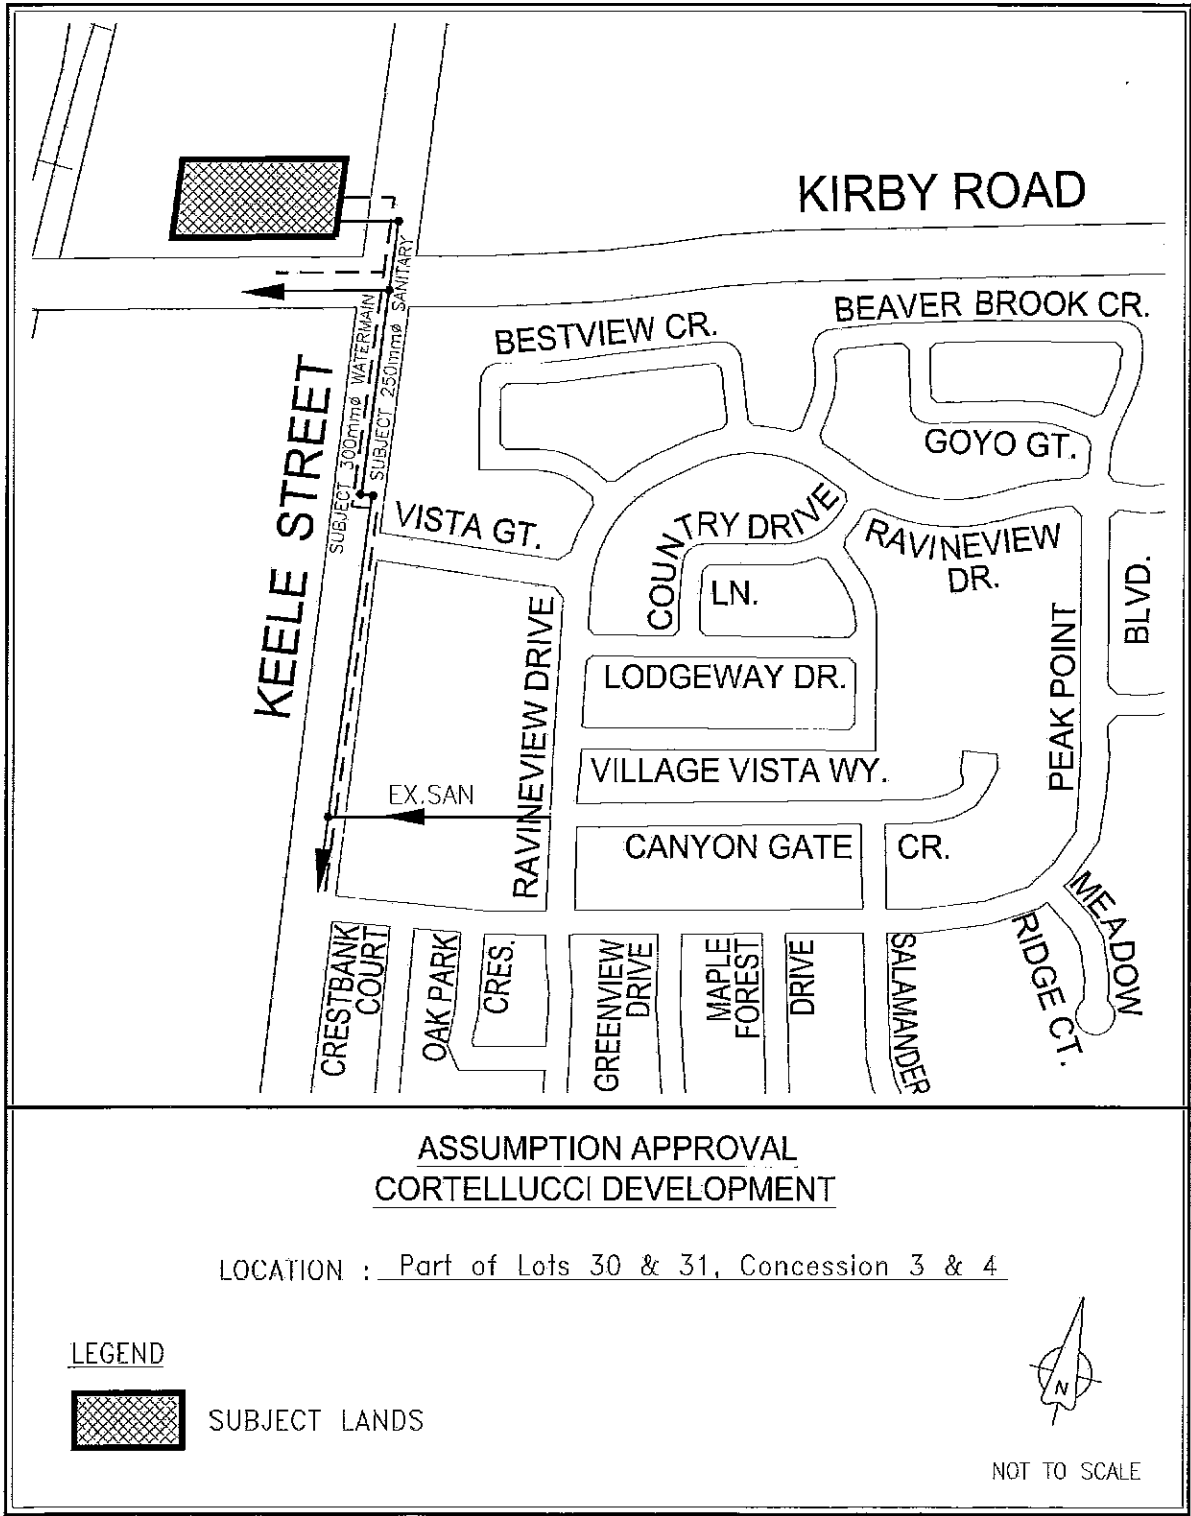 KIRBY ROAD
BEAVER BROOK CR.
BESTVIEW CR.
SUBJECT 300mmø WATERMAIN
SUBJECT 250mmø SANITARY
KEELE STREET
GOYO GT.
VISTA GT.
COUNTRY DRIVE
RAVINEVIEW
DR.
LN.
BLVD.
PEAK POINT
RAVINEVIEW DRIVE
LODGEWAY DR.
VILLAGE VISTA WY.
EX.SAN
CANYON GATE CR.
MEADOW
RIDGE CT.
CRESTBANK
COURT
OAK PARK
CRES.
GREENVIEW
DRIVE
MAPLE
FOREST
DRIVE
SALAMANDER
ASSUMPTION APPROVAL
CORTELLUCCI DEVELOPMENT
LOCATION : Part of Lots 30 & 31, Concession 3 & 4
LEGEND
SUBJECT LANDS
N
NOT TO SCALE